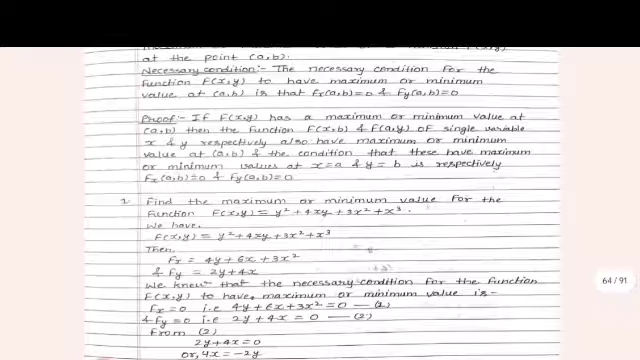 at the point (a,b).
Necessary condition:- The necessary condition for the
function F(x,y) to have maximum or minimum
value at (a,b) is that Fx(a,b)=0 & Fy(a,b)=0
Proof:- If F(x,y) has a maximum or minimum value at
(a,b) then the function F(x,b) & F(a,y) of single variable
x & y respectively also have maximum or minimum
value at (a,b) & the condition that these have maximum
or minimum values at x=a & y=b is respectively
Fx(a,b)=0 & Fy(a,b)=0.
Find the maximum or minimum value for the
function F(x,y) = y² + 4xy + 3x² + x³.
We have,
F(x,y) = y² + 4xy + 3x² + x³
Then
Fx = 4y + 6x + 3x²
& Fy = 2y + 4x
We know that the necessary condition for the function
F(x,y) to have maximum or minimum value is-
Fx=0 i.e 4y + 6x + 3x² = 0 — (1)
& Fy=0 i.e 2y + 4x = 0 — (2)
From (2)
2y+4x=0
or, 4x = -2y
64 / 91